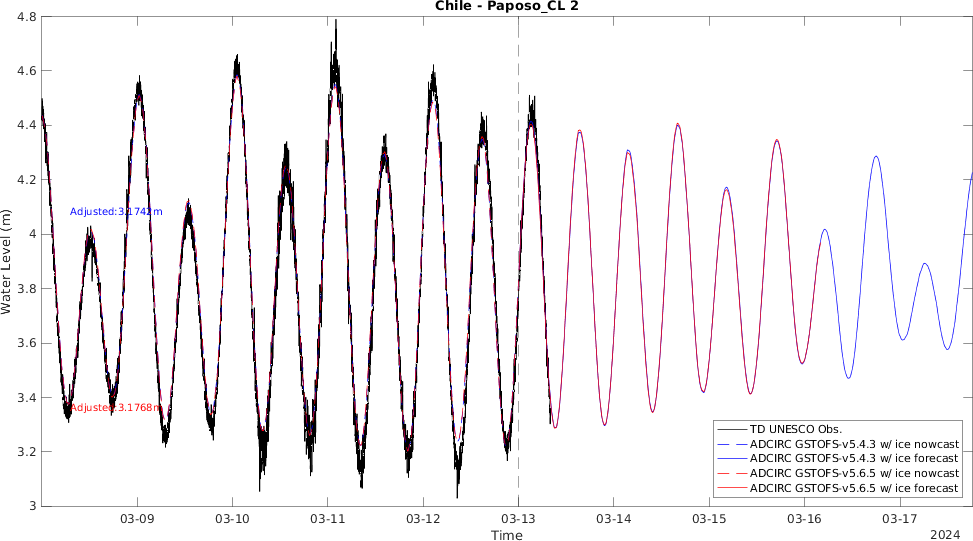 Chile - Paposo_CL 2
Water Level (m)
4.8
4.6
4.4
4.2
4
3.8
3.6
3.4
3.2
3
Adjusted:3.1742m
Adjusted:3.1768m
TD UNESCO Obs.
ADCIRC GSTOFS-v5.4.3 w/ ice nowcast
ADCIRC GSTOFS-v5.4.3 w/ ice forecast
ADCIRC GSTOFS-v5.6.5 w/ ice nowcast
ADCIRC GSTOFS-v5.6.5 w/ ice forecast
03-09 03-10 03-11 03-12 03-13 03-14 03-15 03-16 03-17
Time
2024